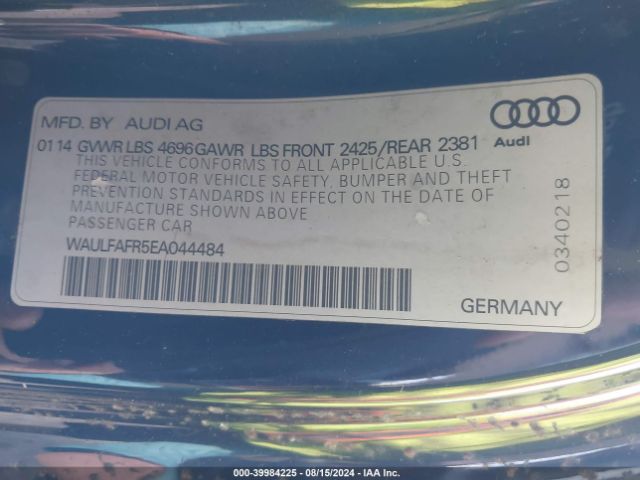 MFD. BY AUDI AG
01 14 GVWR LBS 4696 GAWR LBS FRONT 2425/REAR 2381
THIS VEHICLE CONFORMS TO ALL APPLICABLE U.S.
FEDERAL MOTOR VEHICLE SAFETY, BUMPER AND THEFT
PREVENTION STANDARDS IN EFFECT ON THE DATE OF
MANUFACTURE SHOWN ABOVE
PASSENGER CAR
WAULFAFR5EA044484
Audi
0340218
GERMANY
000-39984225 - 08/15/2024 - IAA Inc.